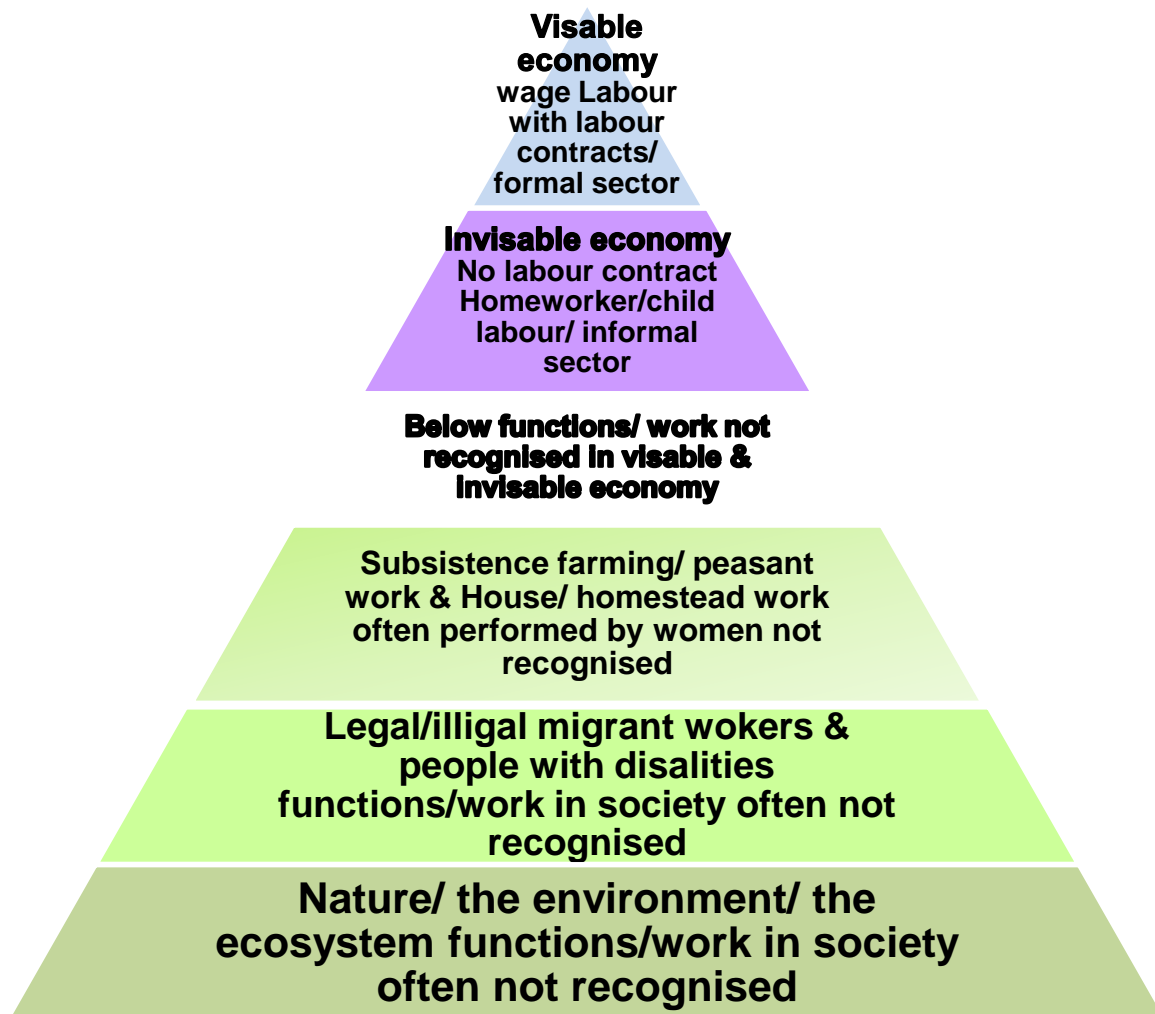 Visable
economy
wage Labour
with labour
contracts/
formal sector
Invisable economy
No labour contract
Homeworker/child
labour/ informal
sector
Below functions/ work not
recognised in visable &
invisable economy
Subsistence farming/ peasant
work & House/ homestead work
often performed by women not
recognised
Legal/illigal migrant wokers &
people with disalities
functions/work in society often not
recognised
Nature/ the environment/ the
ecosystem functions/work in society
often not recognised